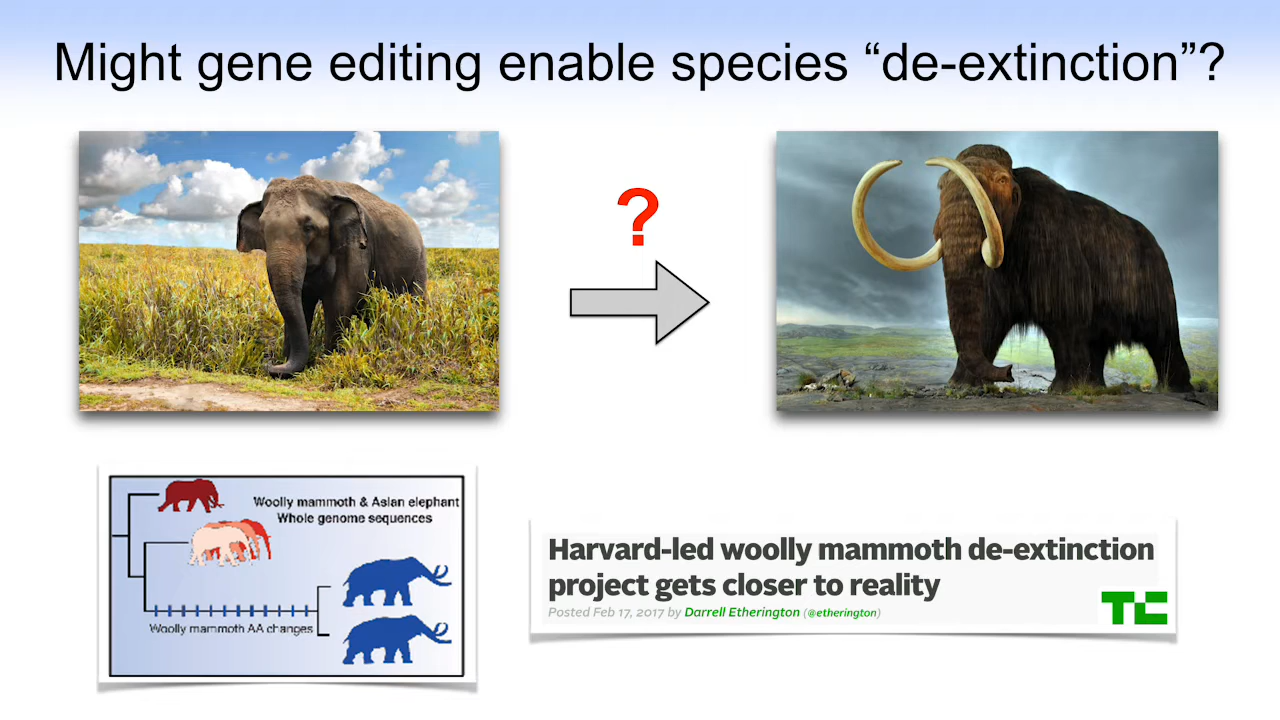 Might gene editing enable species “de-extinction”?
?
Woolly mammoth & Asian elephant
Whole genome sequences
Woolly mammoth AA changes
Harvard-led woolly mammoth de-extinction
project gets closer to reality
Posted Feb 17, 2017 by Darrell Etherington (@etherington)
TC